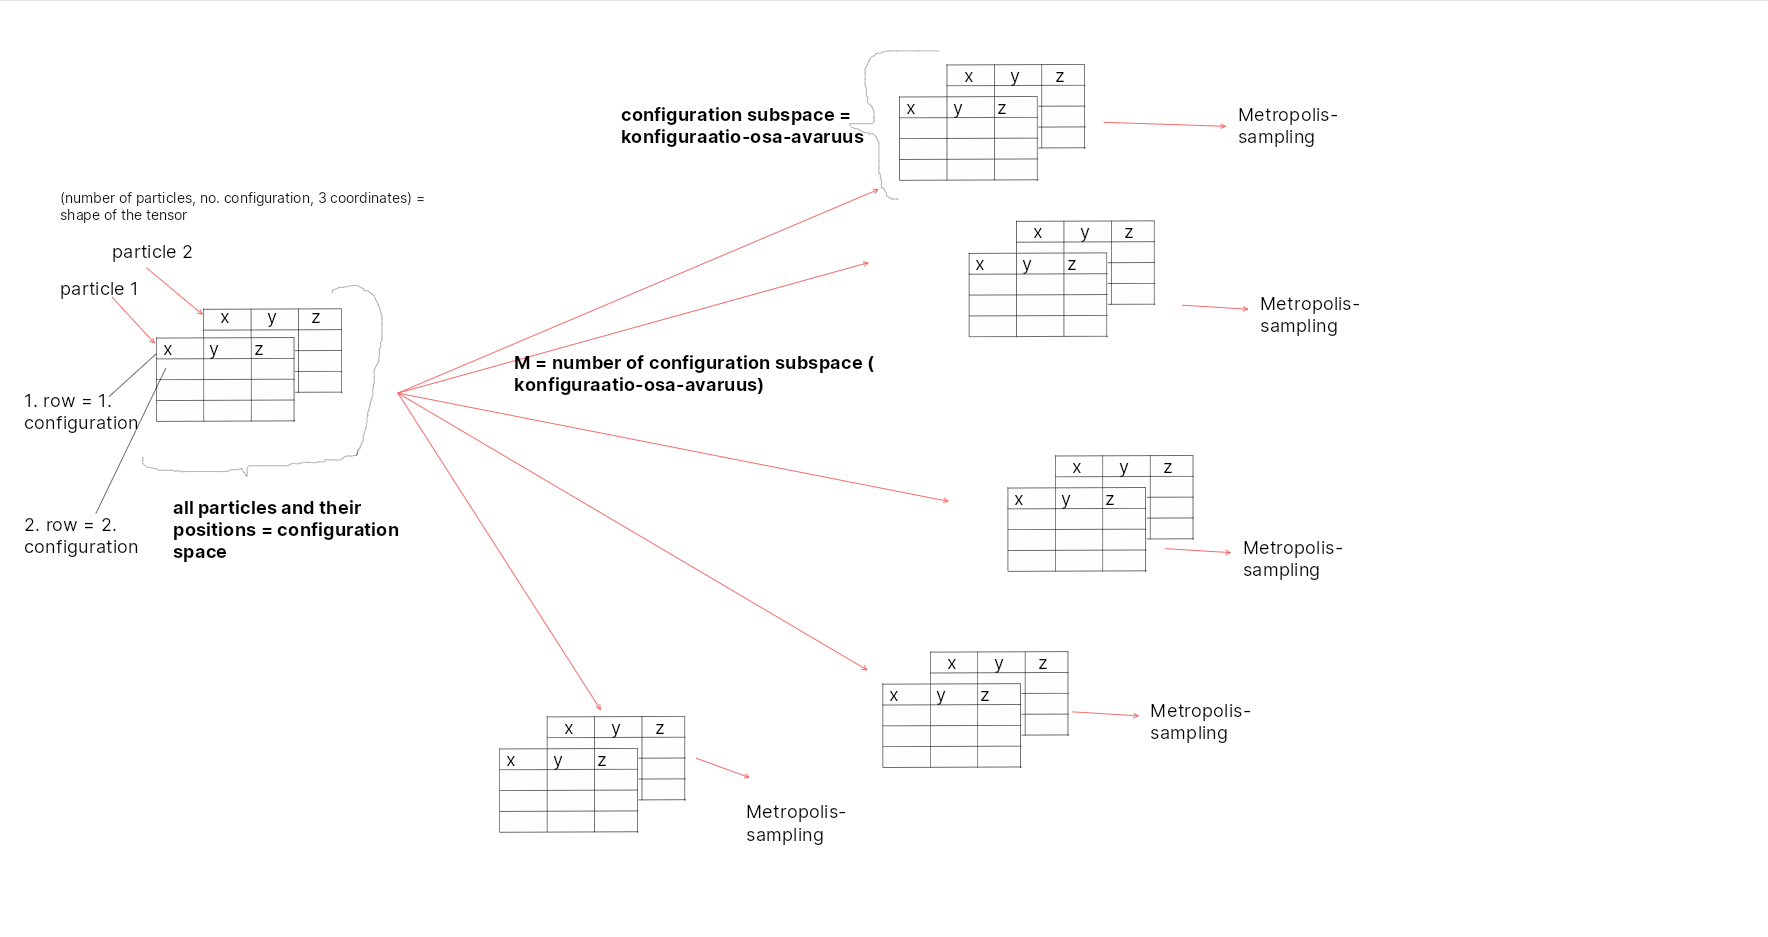 x y z
x y z
configuration subspace =
konfiguraatio-osa-avaruus
Metropolis-
sampling
(number of particles, no. configuration, 3 coordinates) =
shape of the tensor
particle 2
particle 1
x y z
x y z
1. row = 1.
configuration
2. row = 2.
configuration
all particles and their
positions = configuration
space
x y z
x y z
Metropolis-
sampling
M = number of configuration subspace (
konfiguraatio-osa-avaruus)
x y z
x y z
Metropolis-
sampling
x y z
x y z
Metropolis-
sampling
x y z
x y z
Metropolis-
sampling